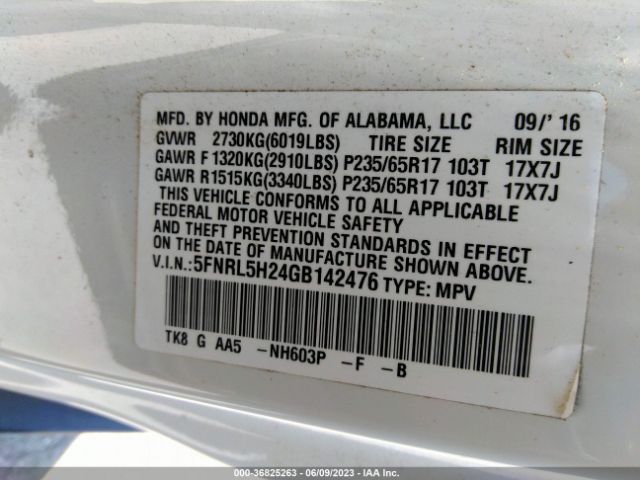 MFD. BY HONDA MFG. OF ALABAMA, LLC 09/' 16
GVWR 2730KG(6019LBS) TIRE SIZE RIM SIZE
GAWR F 1320KG(2910LBS) P235/65R17 103T 17X7J
GAWR R1515KG(3340LBS) P235/65R17 103T 17X7J
THIS VEHICLE CONFORMS TO ALL APPLICABLE
FEDERAL MOTOR VEHICLE SAFETY
AND THEFT PREVENTION STANDARDS IN EFFECT
ON THE DATE OF MANUFACTURE SHOWN ABOVE.
V.I.N.:5FNRL5H24GB142476 TYPE: MPV
TK8 G AA5 -NH603P -F -B
000-36825263 - 06/09/2023 - IAA Inc.